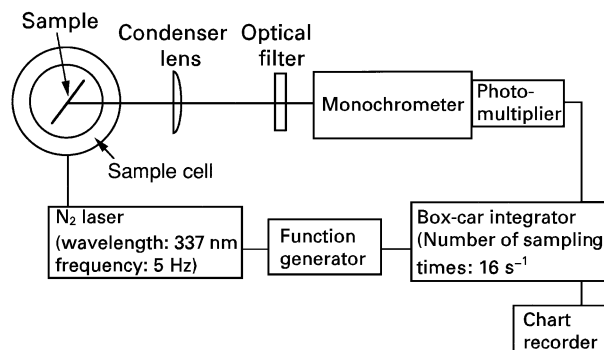 Sample
Condenser
lens
Optical
filter
Monochrometer
Photo-
multiplier
Sample cell
N₂ laser
(wavelength: 337 nm
frequency: 5 Hz)
Function
generator
Box-car integrator
(Number of sampling
times: 16 s⁻¹
Chart
recorder